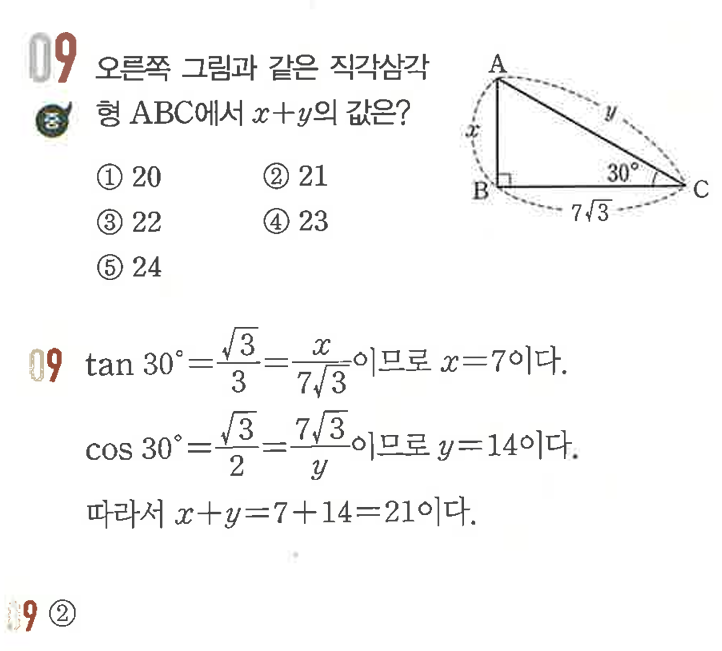 09 오른쪽 그림과 같은 직각삼각
중 형 ABC에서 x+y의 값은?
① 20 ② 21
③ 22 ④ 23
⑤ 24
A
x
y
B
30°
C
7√3
09 tan 30°=√3/3=x/7√3이므로 x=7이다.
cos 30°=√3/2=7√3/y이므로 y=14이다.
따라서 x+y=7+14=21이다.
09 ②